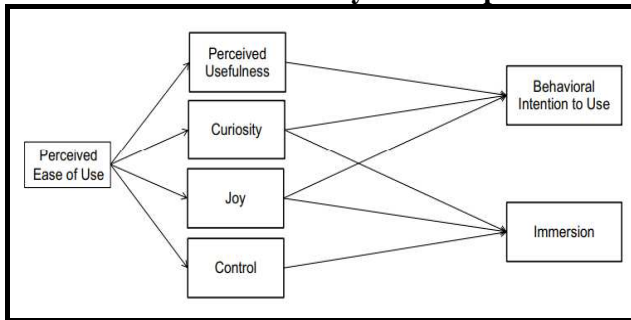 Perceived
Usefulness
Curiosity
Perceived
Ease of Use
Joy
Control
Behavioral
Intention to Use
Immersion